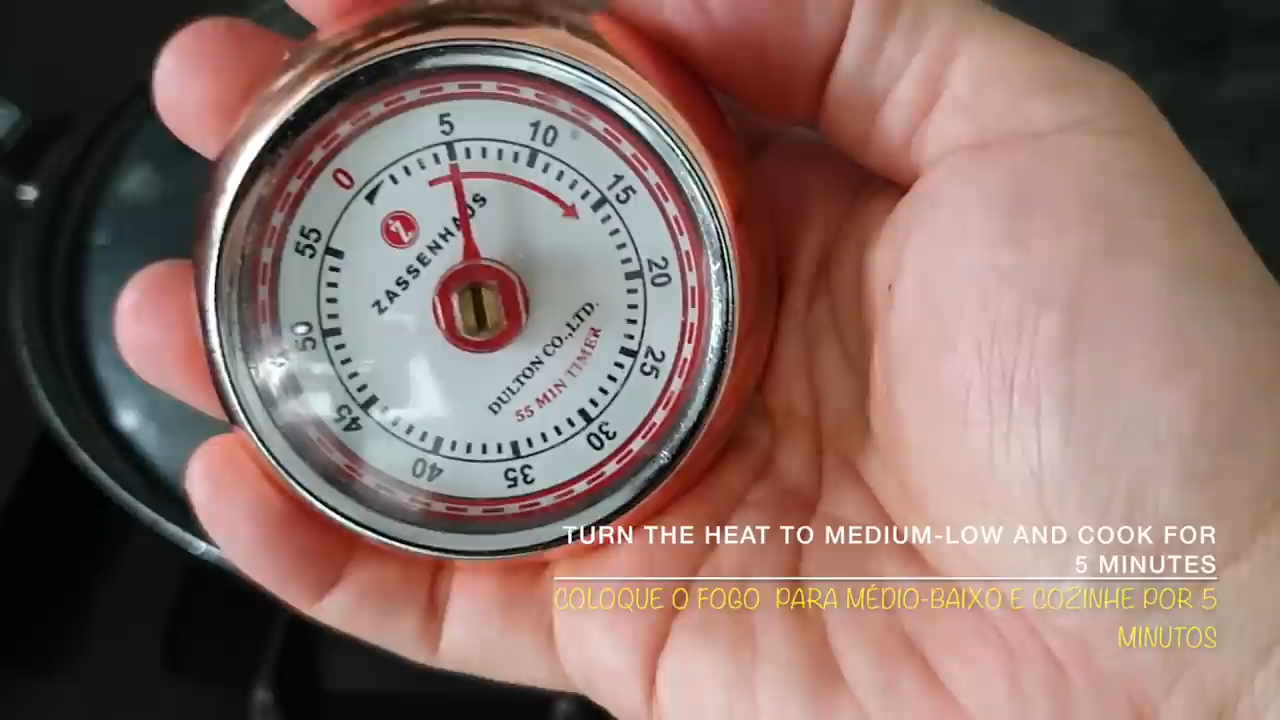 0
5
10
15
20
25
30
35
40
45
50
55
Z
ZASSENHAUS
DULTON CO.,LTD.
55 MIN TIMER
TURN THE HEAT TO MEDIUM-LOW AND COOK FOR
5 MINUTES
COLOQUE O FOGO PARA MÉDIO-BAIXO E COZINHE POR 5
MINUTOS